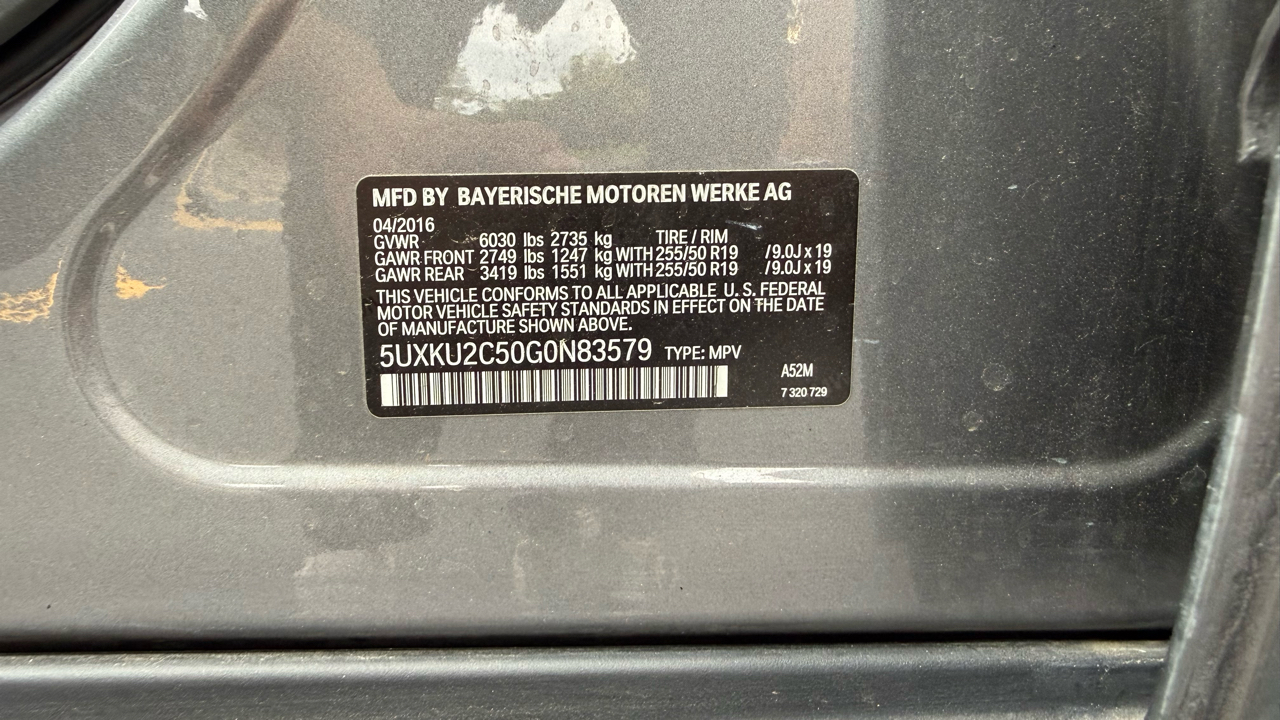 MFD BY BAYERISCHE MOTOREN WERKE AG
04/2016
GVWR 6030 lbs 2735 kg TIRE / RIM
GAWR FRONT 2749 lbs 1247 kg WITH 255/50 R19 /9.0J x 19
GAWR REAR 3419 lbs 1551 kg WITH 255/50 R19 /9.0J x 19
THIS VEHICLE CONFORMS TO ALL APPLICABLE U.S. FEDERAL
MOTOR VEHICLE SAFETY STANDARDS IN EFFECT ON THE DATE
OF MANUFACTURE SHOWN ABOVE.
5UXKU2C50G0N83579 TYPE: MPV
A52M
7 320 729